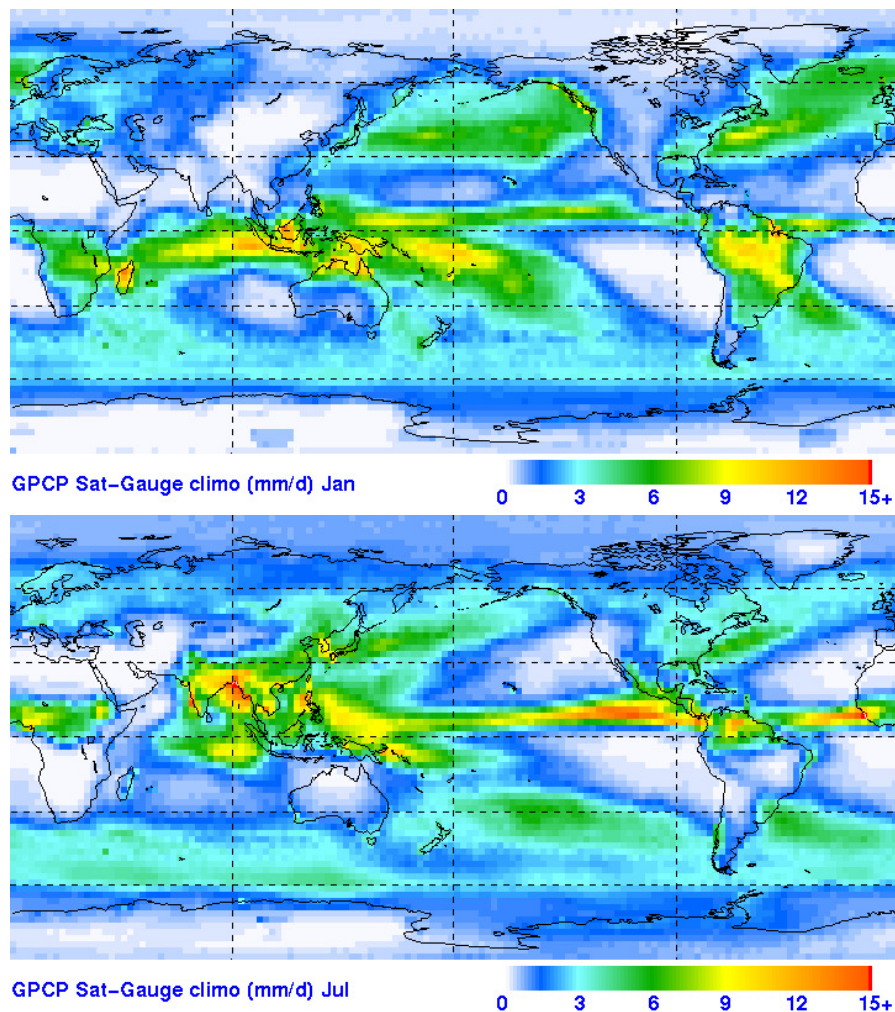 GPCP Sat-Gauge climo (mm/d) Jan
0 3 6 9 12 15+
GPCP Sat-Gauge climo (mm/d) Jul
0 3 6 9 12 15+